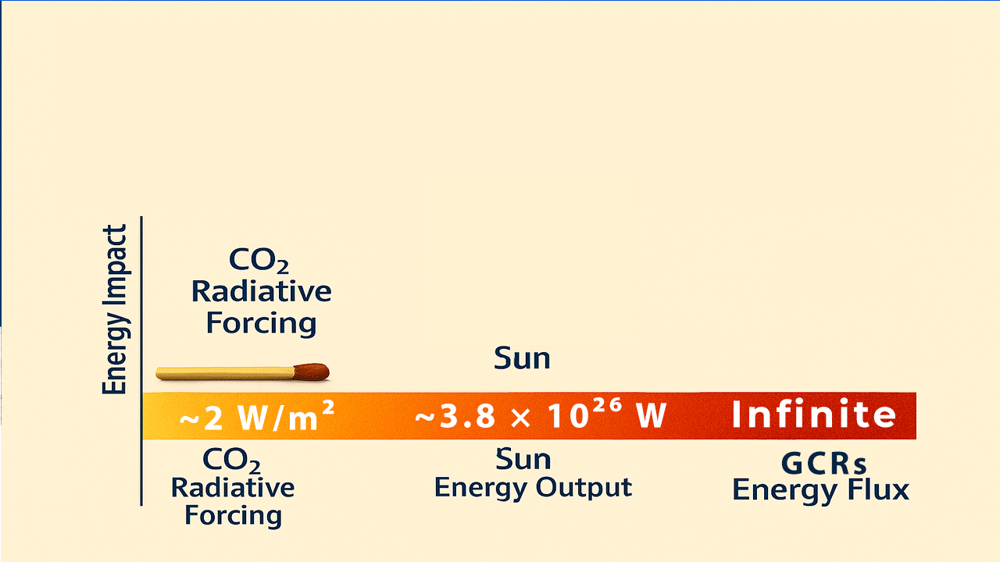 Energy Impact
CO₂
Radiative
Forcing
Sun
~2 W/m²
~3.8 × 10²⁶ W
Infinite
CO₂
Radiative
Forcing
Sun
Energy Output
GCRs
Energy Flux